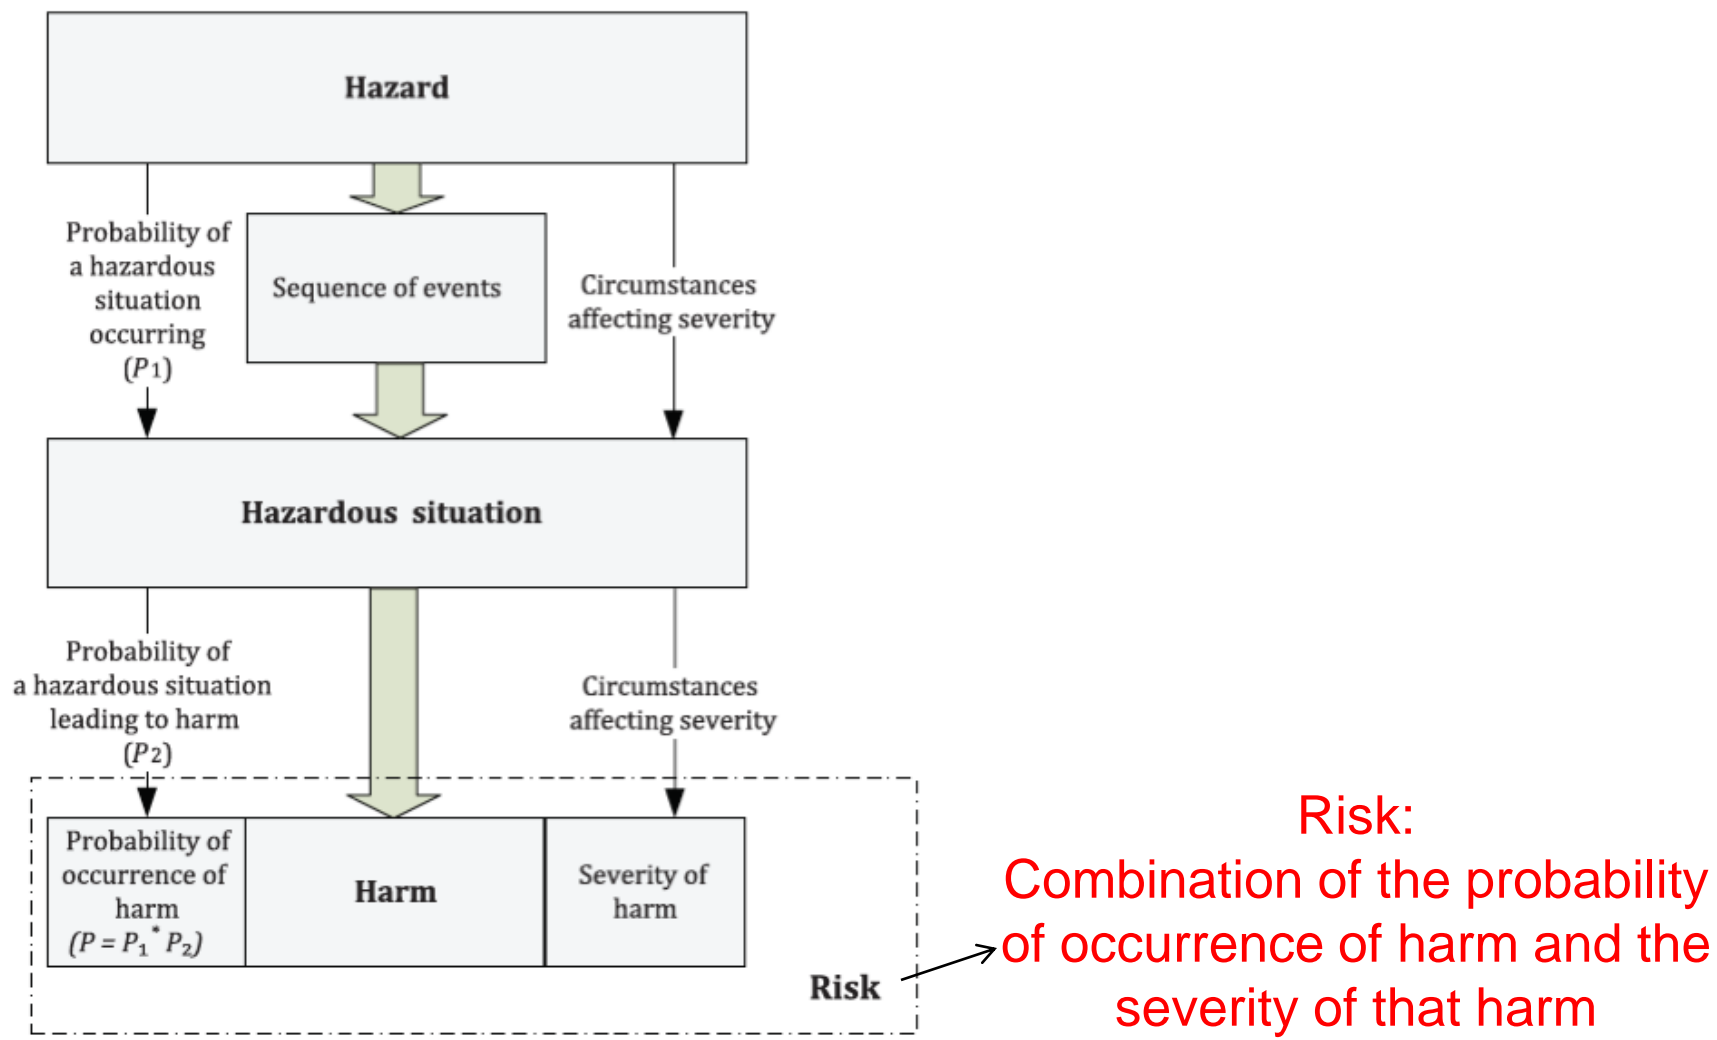 Hazard
Probability of
a hazardous
situation
occurring
(P1)
Sequence of events
Circumstances
affecting severity
Hazardous situation
Probability of
a hazardous situation
leading to harm
(P2)
Circumstances
affecting severity
Probability of
occurrence of
harm
(P = P₁* P₂)
Harm
Severity of
harm
Risk
Risk:
Combination of the probability
of occurrence of harm and the
severity of that harm